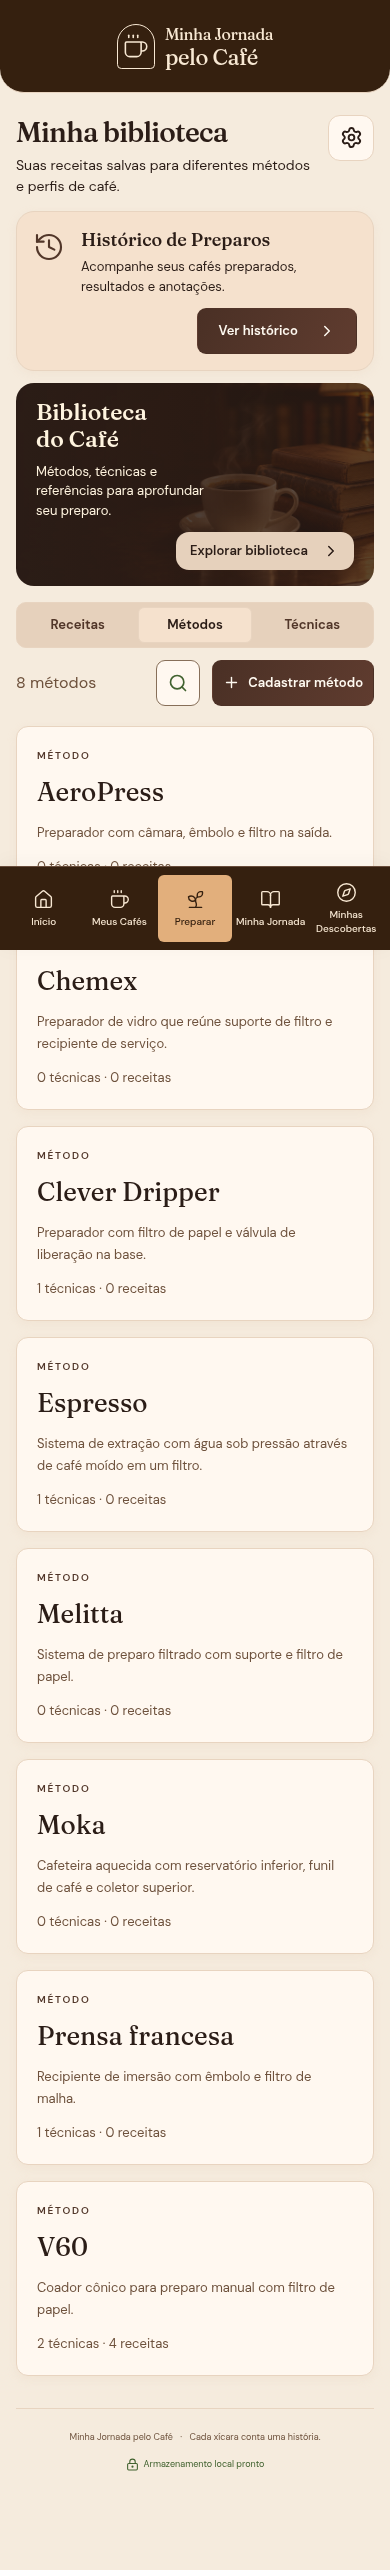 Minha Jornada
pelo Café
Minha biblioteca
Suas receitas salvas para diferentes métodos
e perfis de café.
Histórico de Preparos
Acompanhe seus cafés preparados,
resultados e anotações.
Ver histórico
Biblioteca
do Café
Métodos, técnicas e
referências para aprofundar
seu preparo.
Explorar biblioteca
Receitas
Métodos
Técnicas
8 métodos
Cadastrar método
MÉTODO
AeroPress
Preparador com câmara, êmbolo e filtro na saída.
0 técnicas · 0 receitas
Início
Meus Cafés
Preparar
Minha Jornada
Minhas
Descobertas
Chemex
Preparador de vidro que reúne suporte de filtro e
recipiente de serviço.
0 técnicas · 0 receitas
MÉTODO
Clever Dripper
Preparador com filtro de papel e válvula de
liberação na base.
1 técnicas · 0 receitas
MÉTODO
Espresso
Sistema de extração com água sob pressão através
de café moído em um filtro.
1 técnicas · 0 receitas
MÉTODO
Melitta
Sistema de preparo filtrado com suporte e filtro de
papel.
0 técnicas · 0 receitas
MÉTODO
Moka
Cafeteira aquecida com reservatório inferior, funil
de café e coletor superior.
0 técnicas · 0 receitas
MÉTODO
Prensa francesa
Recipiente de imersão com êmbolo e filtro de
malha.
1 técnicas · 0 receitas
MÉTODO
V60
Coador cônico para preparo manual com filtro de
papel.
2 técnicas · 4 receitas
Minha Jornada pelo Café · Cada xícara conta uma história.
Armazenamento local pronto